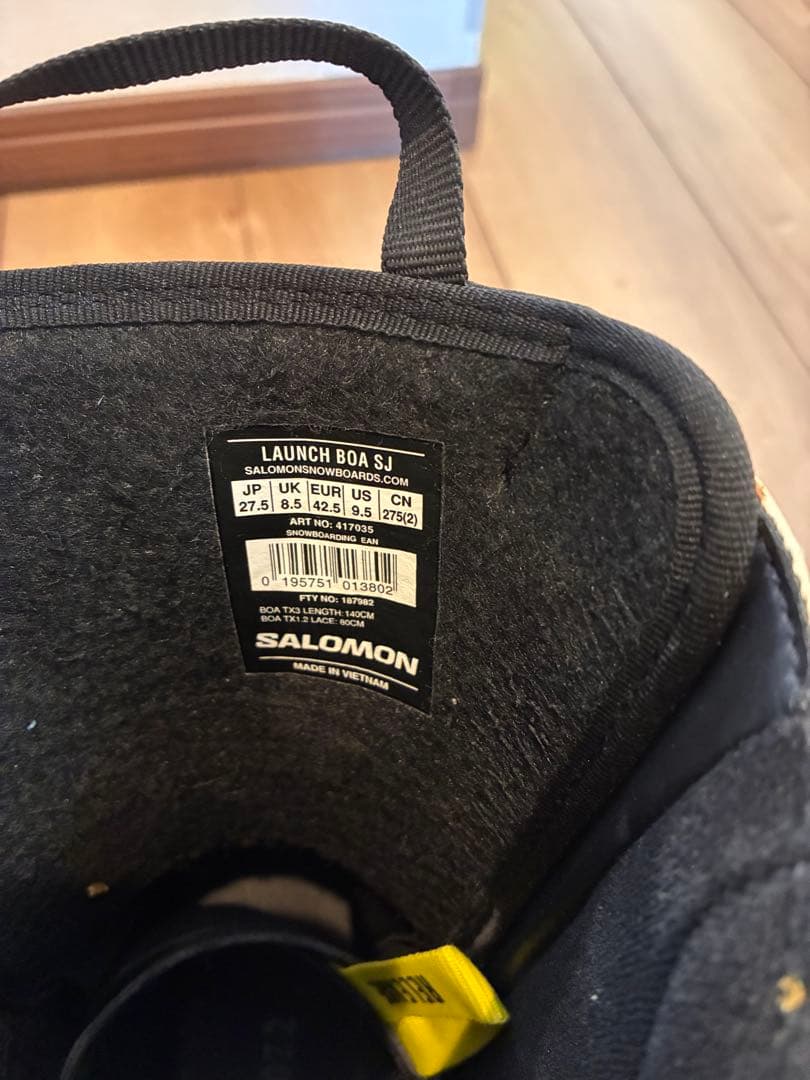 LAUNCH BOA SJ
SALOMONSNOWBOARDS.COM
JP UK EUR US CN
27.5 8.5 42.5 9.5 275(2)
ART NO: 417035
SNOWBOARDING EAN
0 195751 013802
FTY NO: 187982
BOA TX3 LENGTH: 140CM
BOA TX1.2 LACE: 80CM
SALOMON
MADE IN VIETNAM